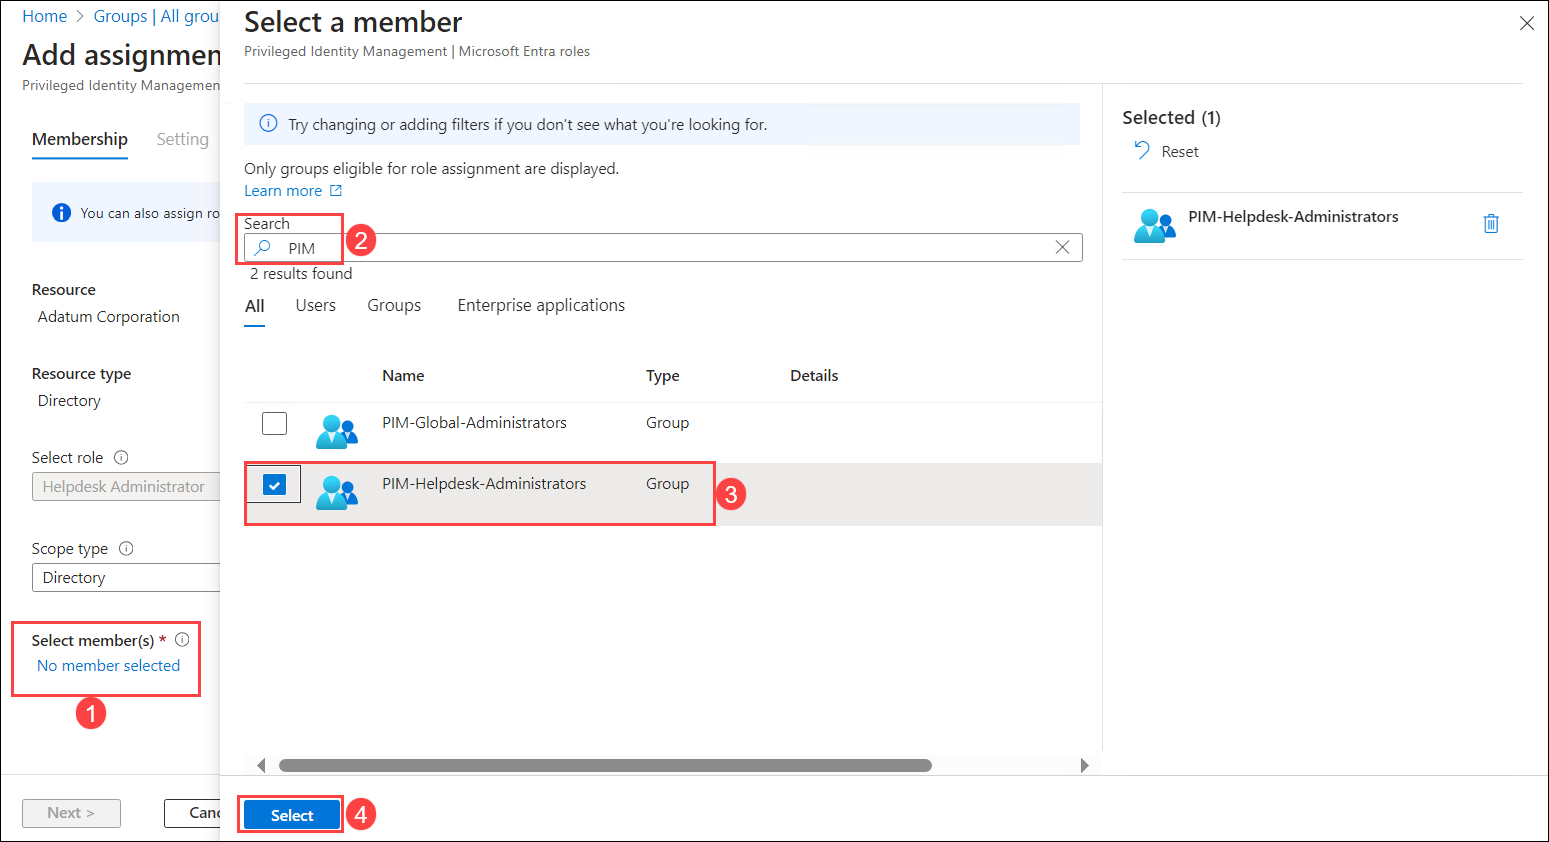 Home > Groups | All grou
Add assignmen
Privileged Identity Managemen
Membership Setting
You can also assign ro
Resource
Adatum Corporation
Resource type
Directory
Select role
Helpdesk Administrator
Scope type
Directory
Select member(s) *
No member selected
1
Next >
Canc
Select a member
Privileged Identity Management | Microsoft Entra roles
Try changing or adding filters if you don't see what you're looking for.
Only groups eligible for role assignment are displayed.
Learn more
Search
PIM
2
2 results found
All Users Groups Enterprise applications
Name Type Details
PIM-Global-Administrators Group
PIM-Helpdesk-Administrators Group
3
Select
4
Selected (1)
Reset
PIM-Helpdesk-Administrators